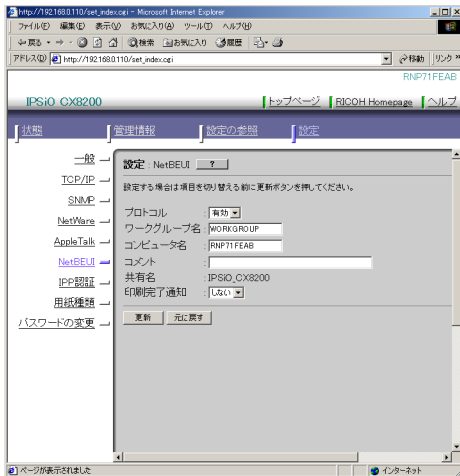 http://192.168.0.110/set_index.cgi - Microsoft Internet Explorer
ファイル(F) 編集(E) 表示(V) お気に入り(A) ツール(T) ヘルプ(H)
戻る 検索 お気に入り 履歴
アドレス(D) http://192.168.0.110/set_index.cgi 移動 リンク »
RNP71FEAB
IPSiO CX8200 トップページ RICOH Homepage ヘルプ
状態 管理情報 設定の参照 設定
一般
TCP/IP
SNMP
NetWare
AppleTalk
NetBEUI
IPP認証
用紙種類
パスワードの変更
設定 : NetBEUI ?
設定する場合は項目を切り替える前に更新ボタンを押してください。
プロトコル : 有効
ワークグループ名 : WORKGROUP
コンピュータ名 : RNP71FEAB
コメント :
共有名 : IPSiO_CX8200
印刷完了通知 : しない
更新 元に戻す
ページが表示されました インターネット